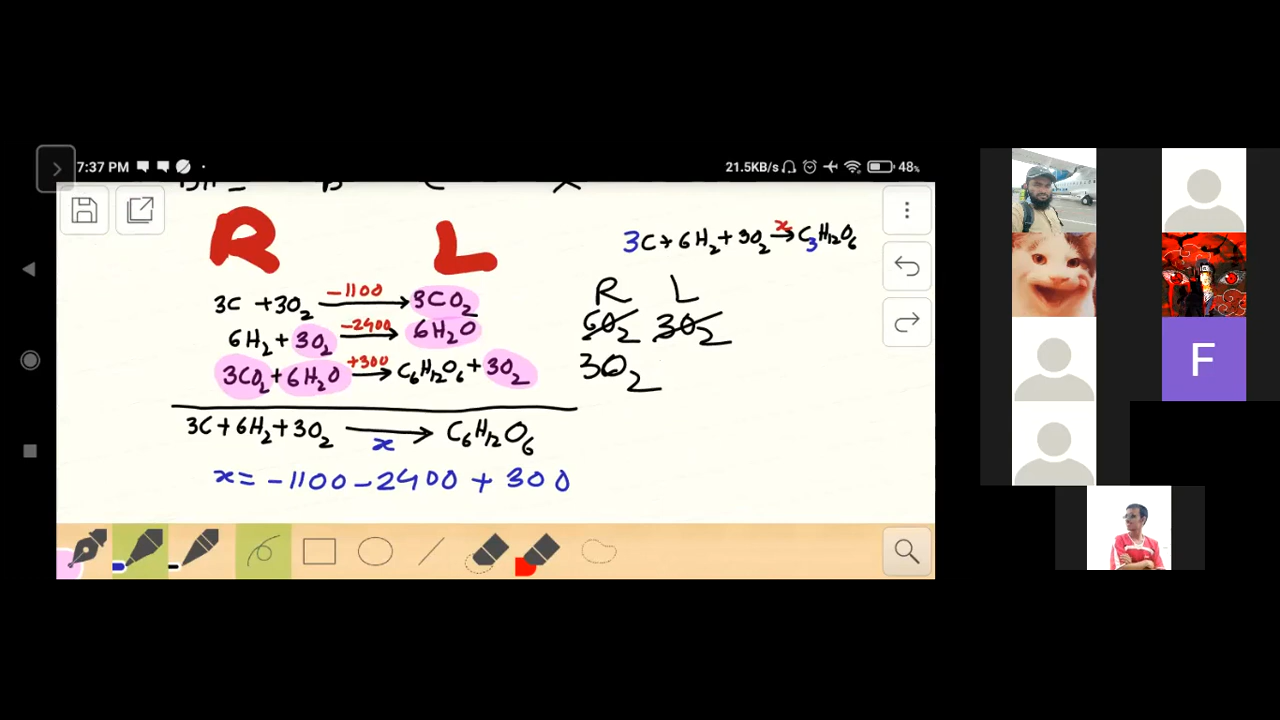 7:37 PM
21.5KB/s 48%
R L
3C + 6H₂ + 3O₂ x→ C₃H₁₂O₆
3C + 3O₂ -1100→ 3CO₂
6H₂ + 3O₂ -2400→ 6H₂O
3CO₂ + 6H₂O +300→ C₆H₁₂O₆ + 3O₂
3C + 6H₂ + 3O₂ x→ C₆H₁₂O₆
x = -1100 - 2400 + 300
R L
6O₂ 3O₂
3O₂
F